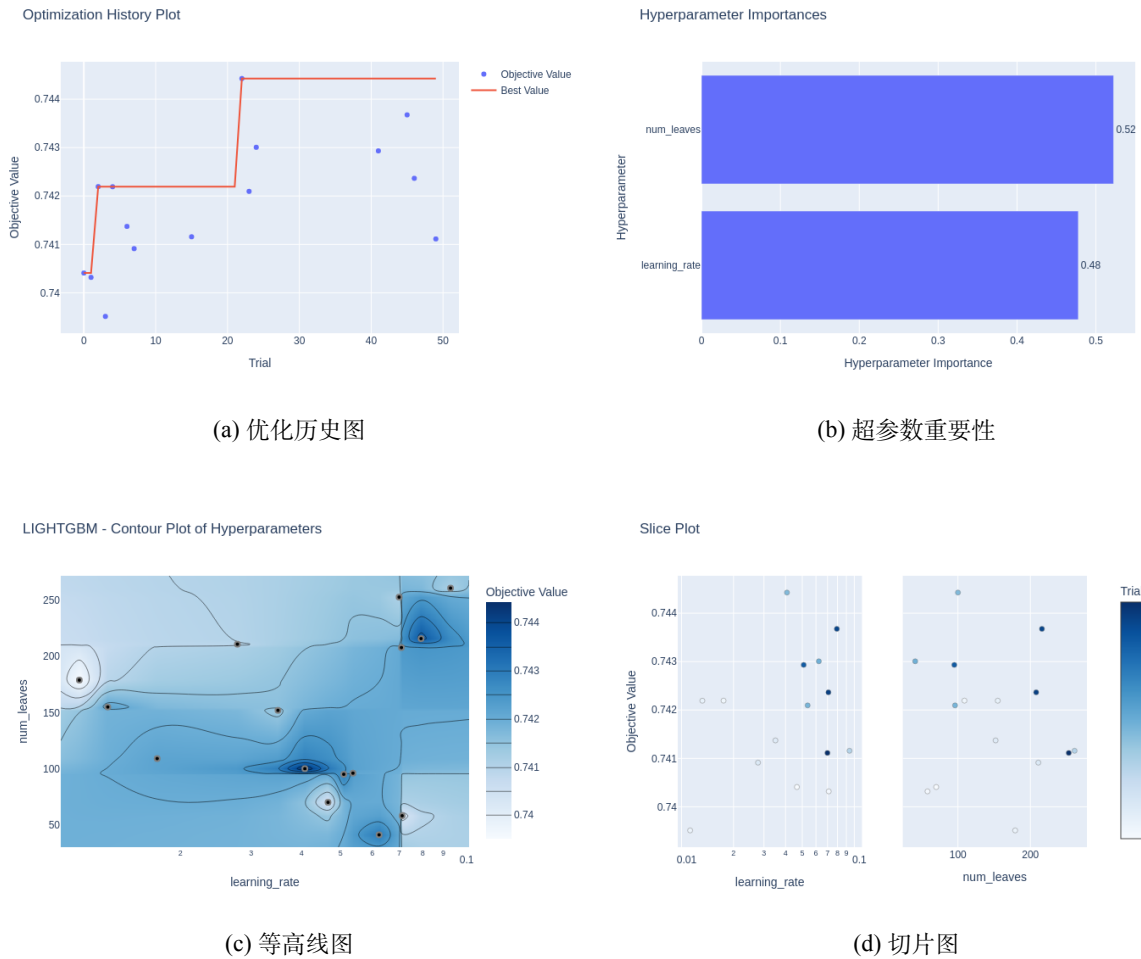 Optimization History Plot
Objective Value
Best Value
0.744
0.743
0.742
0.741
0.74
Objective Value
0
10
20
30
40
50
Trial
(a) 优化历史图
Hyperparameter Importances
num_leaves
0.52
learning_rate
0.48
Hyperparameter
0
0.1
0.2
0.3
0.4
0.5
Hyperparameter Importance
(b) 超参数重要性
LIGHTGBM - Contour Plot of Hyperparameters
Objective Value
0.744
0.743
0.742
0.741
0.74
250
200
150
100
50
num_leaves
2
3
4
5
6
7
8
9
0.1
learning_rate
(c) 等高线图
Slice Plot
Tria
0.744
0.743
0.742
0.741
0.74
Objective Value
0.01
2
3
4
5
6
7
8
9
0.1
learning_rate
100
200
num_leaves
(d) 切片图